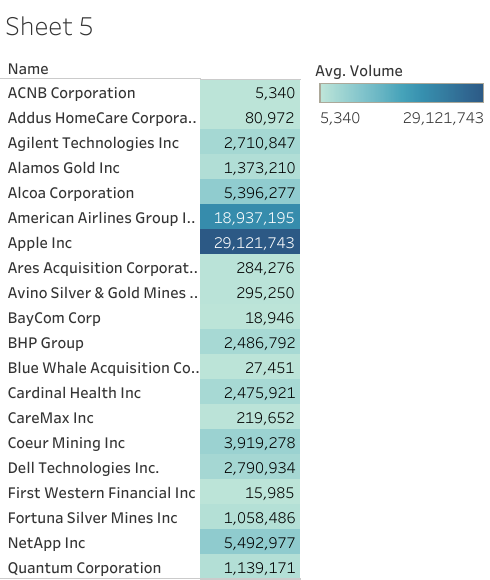 Sheet 5
Name
Avg. Volume
5,340 29,121,743
ACNB Corporation 5,340
Addus HomeCare Corpora.. 80,972
Agilent Technologies Inc 2,710,847
Alamos Gold Inc 1,373,210
Alcoa Corporation 5,396,277
American Airlines Group I.. 18,937,195
Apple Inc 29,121,743
Ares Acquisition Corporat.. 284,276
Avino Silver & Gold Mines .. 295,250
BayCom Corp 18,946
BHP Group 2,486,792
Blue Whale Acquisition Co.. 27,451
Cardinal Health Inc 2,475,921
CareMax Inc 219,652
Coeur Mining Inc 3,919,278
Dell Technologies Inc. 2,790,934
First Western Financial Inc 15,985
Fortuna Silver Mines Inc 1,058,486
NetApp Inc 5,492,977
Quantum Corporation 1,139,171